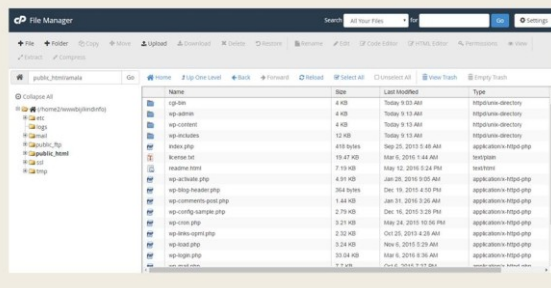 cP File Manager Search All Your Files for Go Settings
+ File + Folder Copy + Move Upload Download × Delete Restore Rename Edit Code Editor HTML Editor Permissions View
Extract Compress
public_html/amala Go Home Up One Level Back Forward Reload Select All Unselect All View Trash Empty Trash
Collapse All
Name Size Last Modified Type
etc
logs
mail
public_ftp
public_html
ssl
tmp
cgi-bin 4 KB Today 9:03 AM httpd/unix-directory
wp-admin 4 KB Today 9:13 AM httpd/unix-directory
wp-content 4 KB Today 9:13 AM httpd/unix-directory
wp-includes 12 KB Today 9:13 AM httpd/unix-directory
index.php 418 bytes Sep 25, 2013 5:48 AM application/x-httpd-php
license.txt 19.47 KB Mar 6, 2016 1:44 AM text/plain
readme.html 7.19 KB May 12, 2016 3:24 PM text/html
wp-activate.php 4.91 KB Jan 28, 2016 3:05 AM application/x-httpd-php
wp-blog-header.php 364 bytes Dec 19, 2015 4:50 PM application/x-httpd-php
wp-comments-post.php 1.44 KB Jan 31, 2016 3:26 AM application/x-httpd-php
wp-config-sample.php 2.79 KB Dec 16, 2015 3:28 PM application/x-httpd-php
wp-cron.php 3.21 KB May 24, 2015 10:56 PM application/x-httpd-php
wp-links-opml.php 2.32 KB Oct 25, 2013 4:28 AM application/x-httpd-php
wp-load.php 3.24 KB Nov 6, 2015 5:29 AM application/x-httpd-php
wp-login.php 33.04 KB Mar 6, 2016 8:36 AM application/x-httpd-php
wp-mail.php